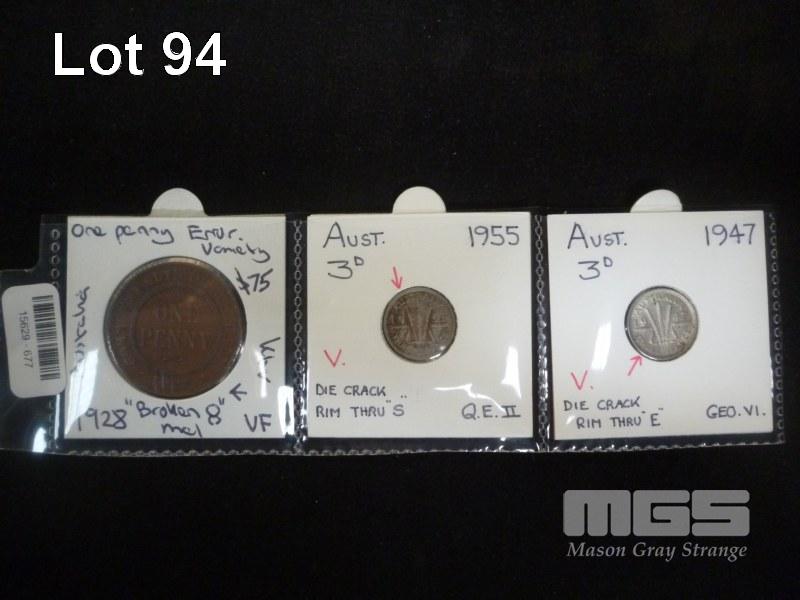 Lot 94
One penny Error.
Variety
$75
Australia
ONE
PENNY
1928 "Broken 8"
VF
15629 - 677
AUST. 1955
3D
V.
DIE CRACK
RIM THRU "S" Q.E. II
AUST. 1947
3D
V.
DIE CRACK
RIM THRU "E" GEO. VI.
MGS
Mason Gray Strange